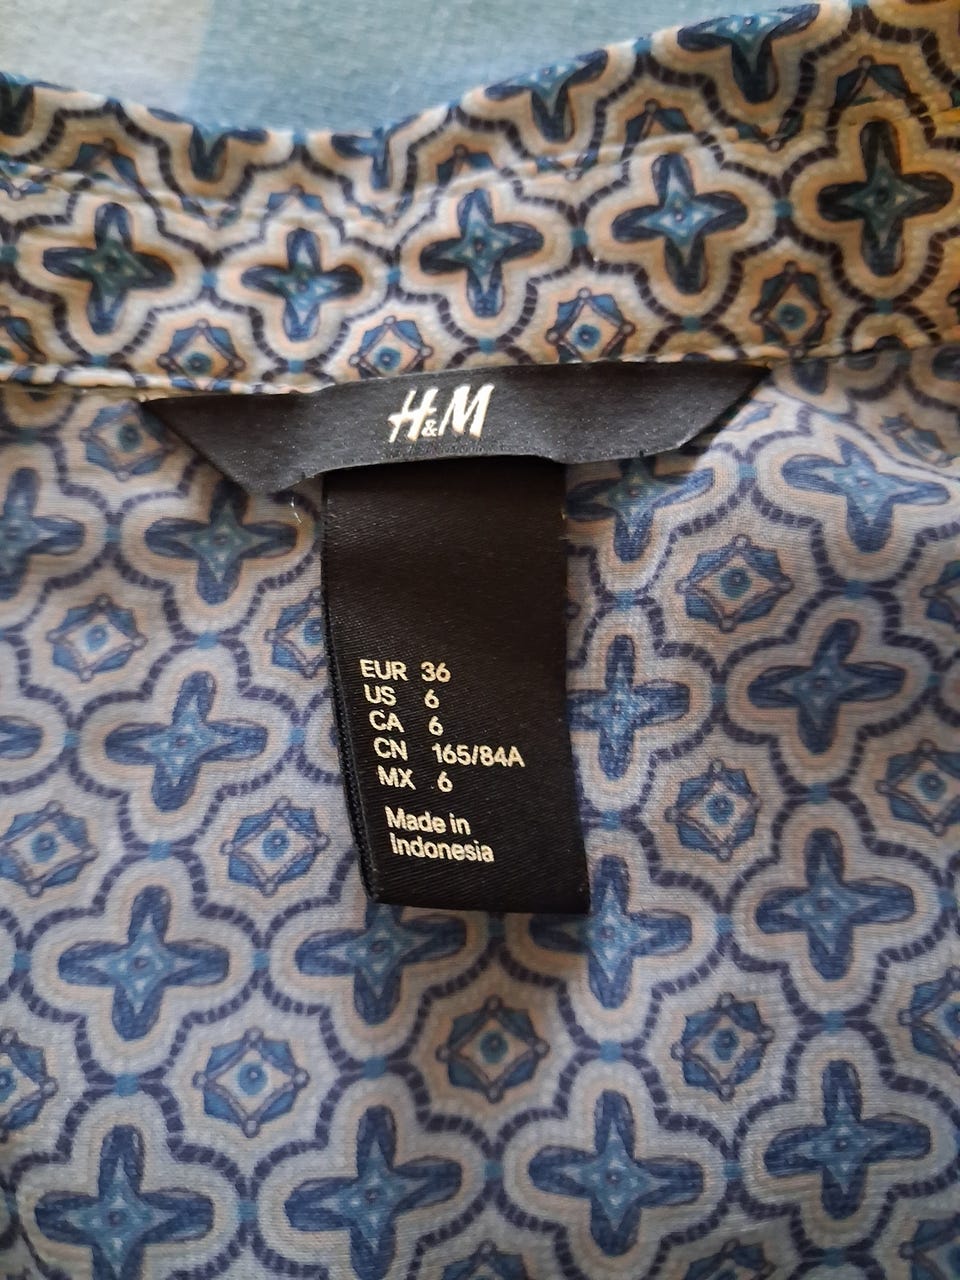 H&M
EUR 36
US 6
CA 6
CN 165/84A
MX 6
Made in
Indonesia